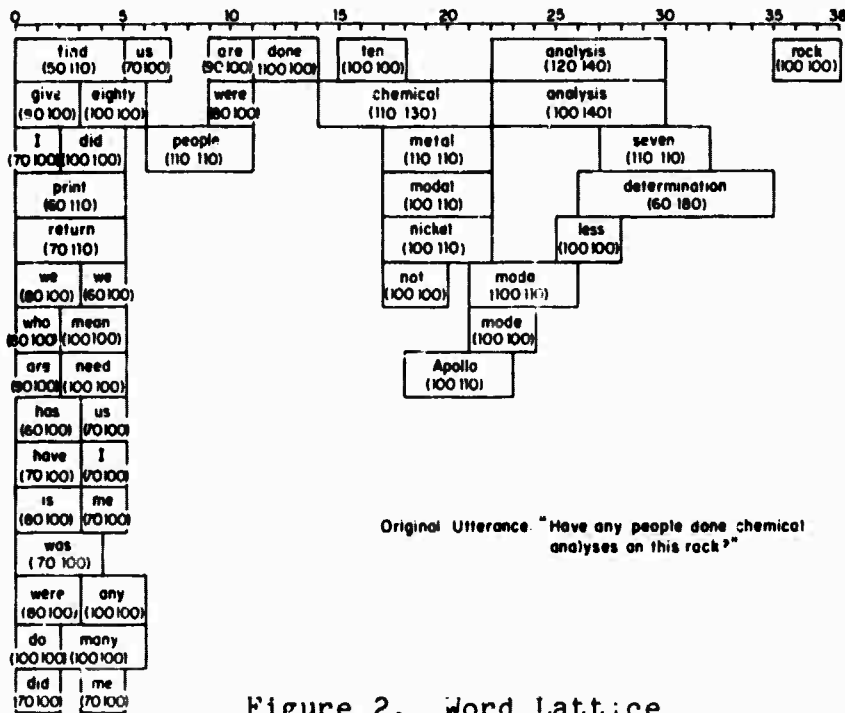 0 5 10 15 20 25 30 35 38
find us are done ten analysis rock
(50 110) (70 100) (90 100) (100 100) (100 100) (120 140) (100 100)
give eighty were chemical analysis
(90 100) (100 100) (80 100) (110 130) (100 140)
I did people metal seven
(70 100) (100 100) (110 110) (110 110) (110 110)
print modal determination
(60 110) (100 110) (60 180)
return nickel less
(70 110) (100 110) (100 100)
we we not moda
(80 100) (60 100) (100 100) (100 110)
who mean mode
(80 100) (100 100) (100 100)
are need Apollo
(90 100) (100 100) (100 110)
has us
(60 100) (70 100)
have I
(70 100) (70 100)
is me
(80 100) (70 100)
Original Utterance. "Have any people done chemical
analyses on this rock?"
was
(70 100)
were any
(80 100) (100 100)
do many
(100 100) (100 100)
did me
(70 100) (70 100)
Figure 2. Word Lattice